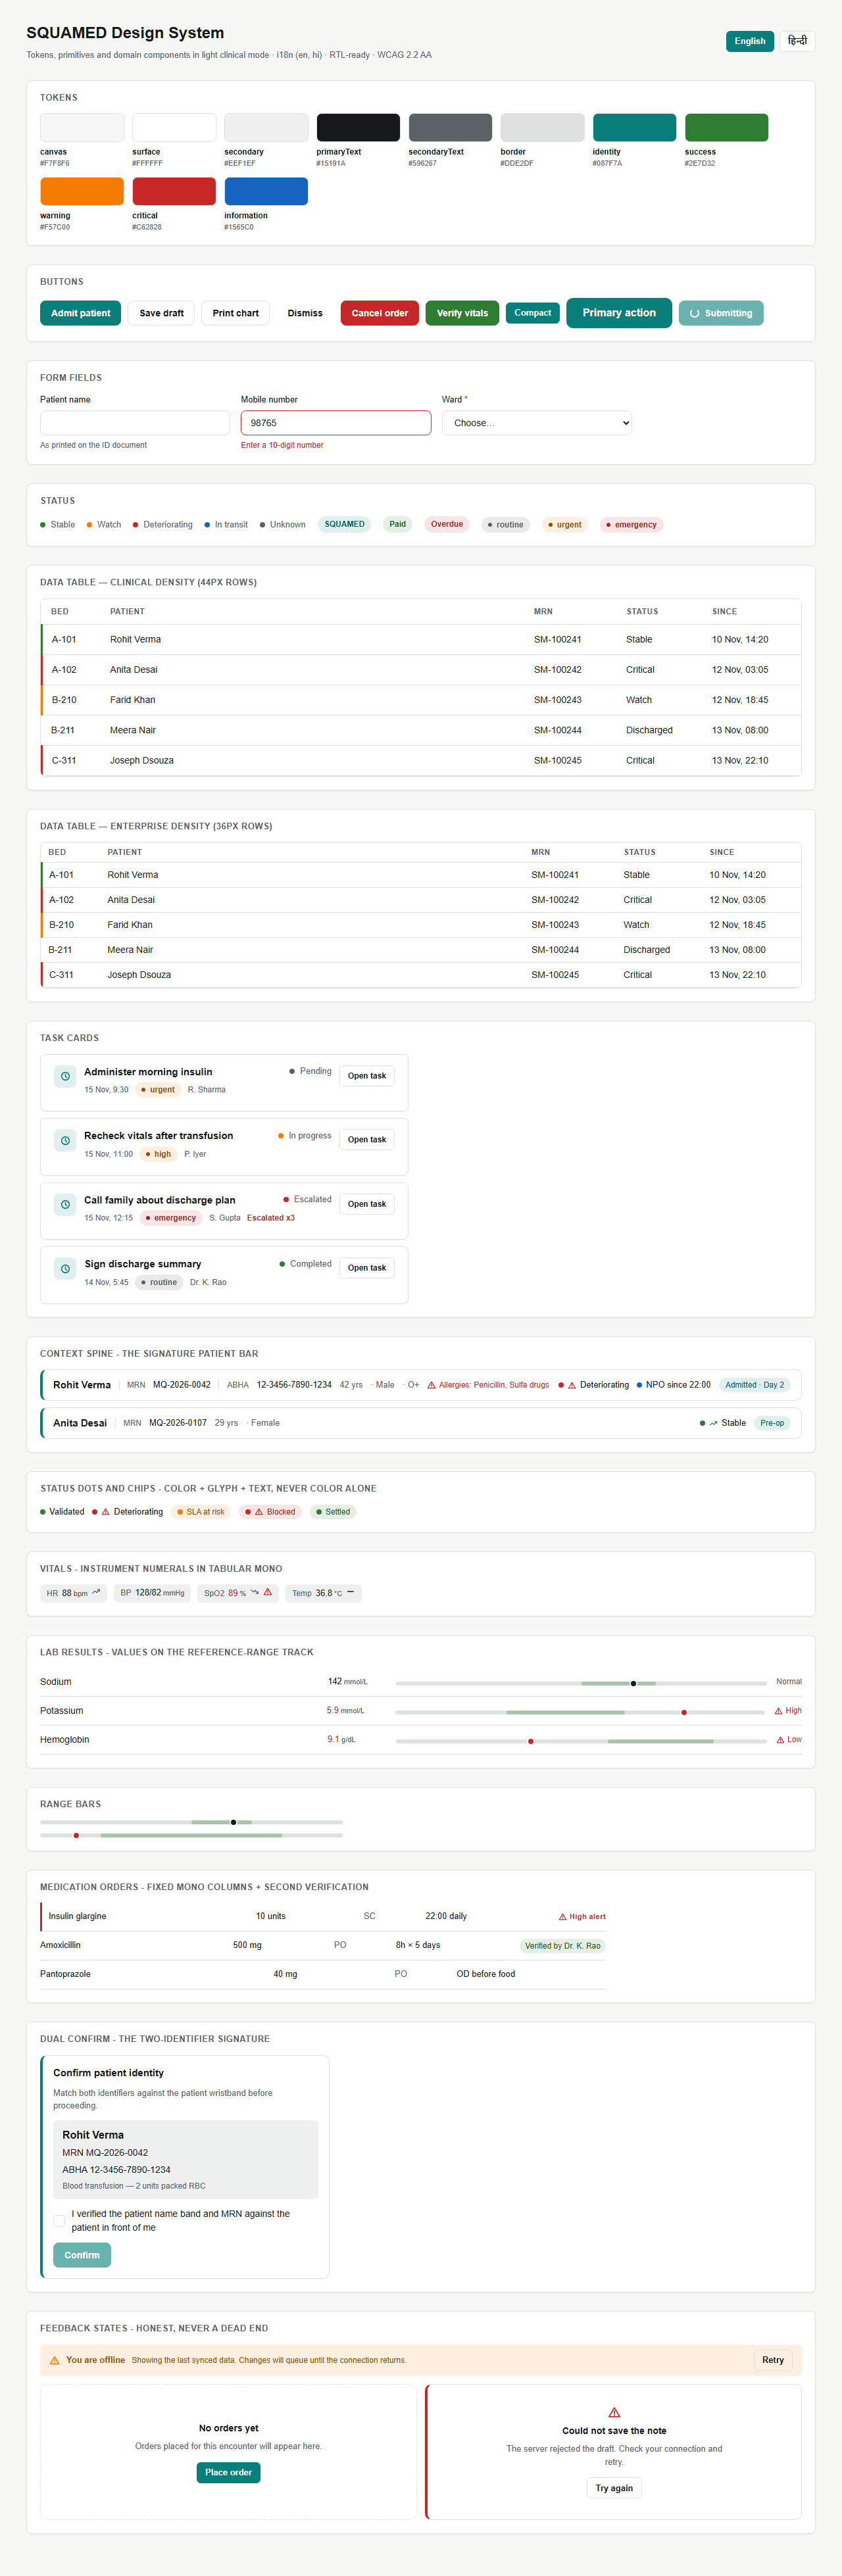 SQUAMED Design System
Tokens, primitives and domain components in light clinical mode · i18n (en, hi) · RTL-ready · WCAG 2.2 AA
English हिन्दी
TOKENS
canvas surface secondary primaryText secondaryText border identity success
#F7F8F6 #FFFFFF #EEF1EF #15191A #596267 #DDE2DF #087F7A #2E7D32
warning critical information
#F57C00 #C62828 #1565C0
BUTTONS
Admit patient Save draft Print chart Dismiss Cancel order Verify vitals Compact Primary action Submitting
FORM FIELDS
Patient name Mobile number Ward *
98765 Choose...
As printed on the ID document Enter a 10-digit number
STATUS
Stable Watch Deteriorating In transit Unknown SQUAMED Paid Overdue routine urgent emergency
DATA TABLE — CLINICAL DENSITY (44PX ROWS)
BED PATIENT MRN STATUS SINCE
A-101 Rohit Verma SM-100241 Stable 10 Nov, 14:20
A-102 Anita Desai SM-100242 Critical 12 Nov, 03:05
B-210 Farid Khan SM-100243 Watch 12 Nov, 18:45
B-211 Meera Nair SM-100244 Discharged 13 Nov, 08:00
C-311 Joseph Dsouza SM-100245 Critical 13 Nov, 22:10
DATA TABLE — ENTERPRISE DENSITY (36PX ROWS)
BED PATIENT MRN STATUS SINCE
A-101 Rohit Verma SM-100241 Stable 10 Nov, 14:20
A-102 Anita Desai SM-100242 Critical 12 Nov, 03:05
B-210 Farid Khan SM-100243 Watch 12 Nov, 18:45
B-211 Meera Nair SM-100244 Discharged 13 Nov, 08:00
C-311 Joseph Dsouza SM-100245 Critical 13 Nov, 22:10
TASK CARDS
Administer morning insulin Pending Open task
15 Nov, 9:30 urgent R. Sharma
Recheck vitals after transfusion In progress Open task
15 Nov, 11:00 high P. Iyer
Call family about discharge plan Escalated Open task
15 Nov, 12:15 emergency S. Gupta Escalated x3
Sign discharge summary Completed Open task
14 Nov, 5:45 routine Dr. K. Rao
CONTEXT SPINE - THE SIGNATURE PATIENT BAR
Rohit Verma MRN MQ-2026-0042 ABHA 12-3456-7890-1234 42 yrs · Male · O+ Allergies: Penicillin, Sulfa drugs Deteriorating NPO since 22:00 Admitted · Day 2
Anita Desai MRN MQ-2026-0107 29 yrs · Female Stable Pre-op
STATUS DOTS AND CHIPS - COLOR + GLYPH + TEXT, NEVER COLOR ALONE
Validated Deteriorating SLA at risk Blocked Settled
VITALS - INSTRUMENT NUMERALS IN TABULAR MONO
HR 88 bpm BP 128/82 mmHg SpO2 89 % Temp 36.8 °C
LAB RESULTS - VALUES ON THE REFERENCE-RANGE TRACK
Sodium 142 mmol/L Normal
Potassium 5.9 mmol/L High
Hemoglobin 9.1 g/dL Low
RANGE BARS
MEDICATION ORDERS - FIXED MONO COLUMNS + SECOND VERIFICATION
Insulin glargine 10 units SC 22:00 daily High alert
Amoxicillin 500 mg PO 8h × 5 days Verified by Dr. K. Rao
Pantoprazole 40 mg PO OD before food
DUAL CONFIRM - THE TWO-IDENTIFIER SIGNATURE
Confirm patient identity
Match both identifiers against the patient wristband before
proceeding.
Rohit Verma
MRN MQ-2026-0042
ABHA 12-3456-7890-1234
Blood transfusion — 2 units packed RBC
I verified the patient name band and MRN against the
patient in front of me
Confirm
FEEDBACK STATES - HONEST, NEVER A DEAD END
You are offline Showing the last synced data. Changes will queue until the connection returns. Retry
No orders yet
Orders placed for this encounter will appear here.
Place order
Could not save the note
The server rejected the draft. Check your connection and
retry.
Try again